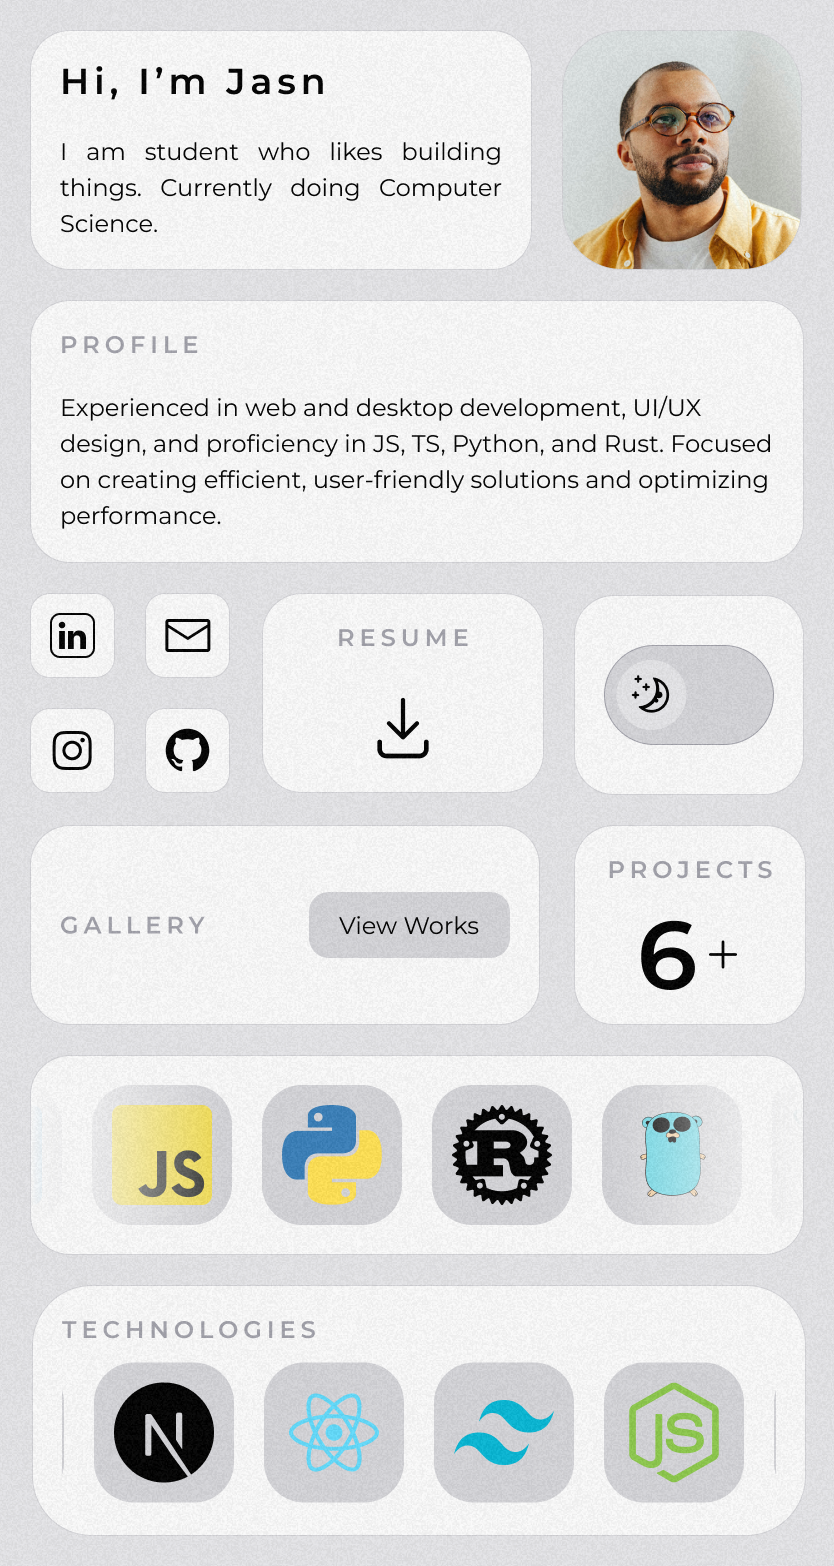 Hi, I’m Jasn
I am student who likes building
things. Currently doing Computer
Science.
PROFILE
Experienced in web and desktop development, UI/UX
design, and proficiency in JS, TS, Python, and Rust. Focused
on creating efficient, user-friendly solutions and optimizing
performance.
in
RESUME
GALLERY
View Works
PROJECTS
6+
JS
R
TECHNOLOGIES
N
JS